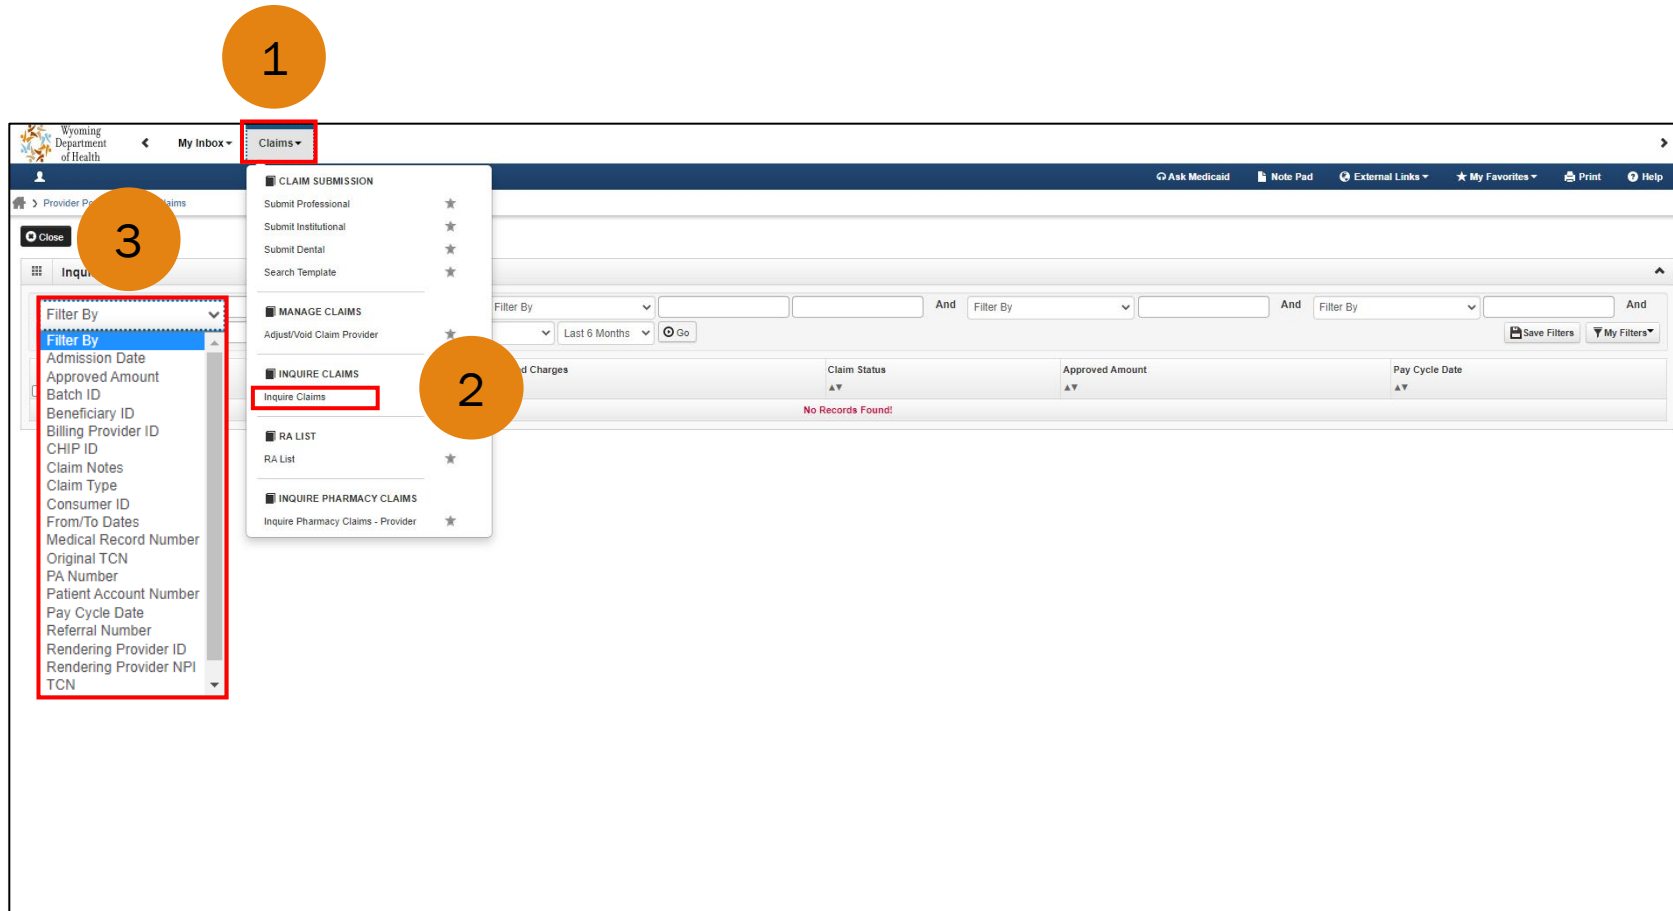 1
Wyoming
Department
of Health
My Inbox
Claims
Ask Medicaid
Note Pad
External Links
My Favorites
Print
Help
Provider Po
aims
Close
3
Inqui
CLAIM SUBMISSION
Submit Professional
Submit Institutional
Submit Dental
Search Template
MANAGE CLAIMS
Adjust/Void Claim Provider
INQUIRE CLAIMS
Inquire Claims
2
RA LIST
RA List
INQUIRE PHARMACY CLAIMS
Inquire Pharmacy Claims - Provider
Filter By
And
Filter By
And
Filter By
And
Last 6 Months
Go
Save Filters
My Filters
d Charges
Claim Status
Approved Amount
Pay Cycle Date
No Records Found!
Filter By
Filter By
Admission Date
Approved Amount
Batch ID
Beneficiary ID
Billing Provider ID
CHIP ID
Claim Notes
Claim Type
Consumer ID
From/To Dates
Medical Record Number
Original TCN
PA Number
Patient Account Number
Pay Cycle Date
Referral Number
Rendering Provider ID
Rendering Provider NPI
TCN